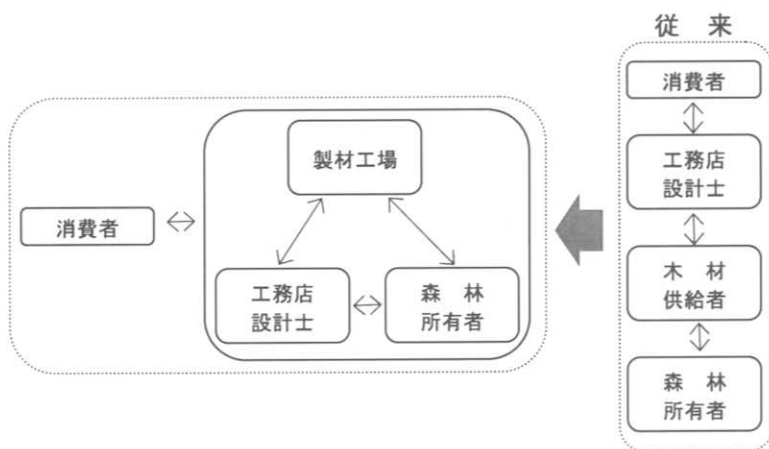 従 来
消費者
工務店
設計士
木 材
供給者
森 林
所有者
製材工場
消費者
工務店
設計士
森 林
所有者